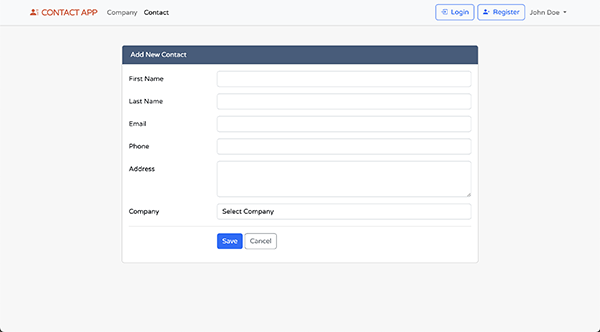 CONTACT APP Company Contact Login Register John Doe
Add New Contact
First Name
Last Name
Email
Phone
Address
Company Select Company
Save Cancel